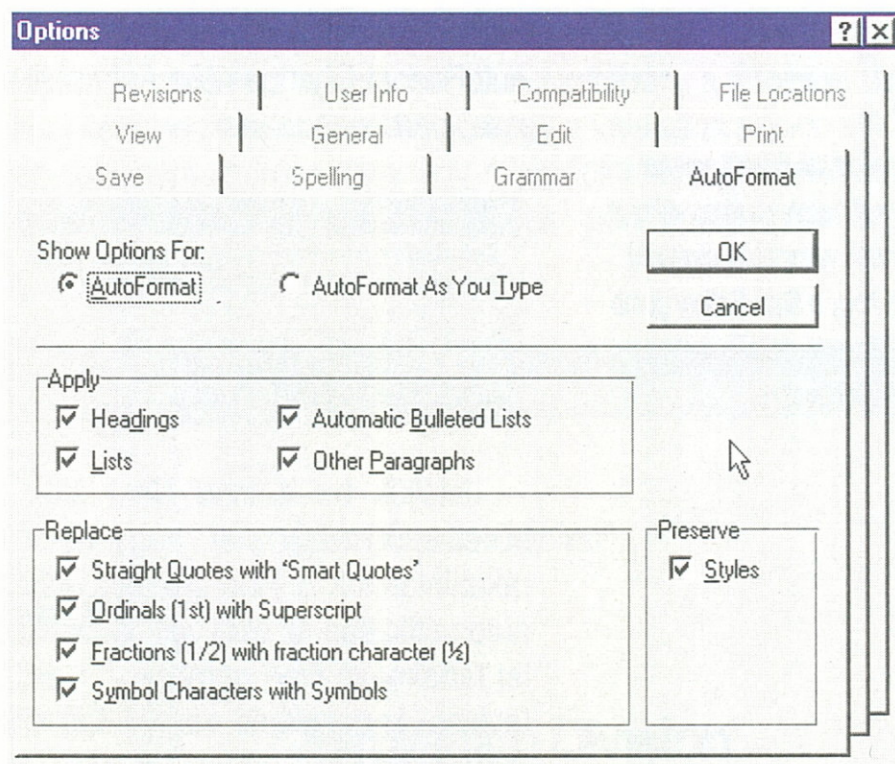 Options
Revisions User Info Compatibility File Locations
View General Edit Print
Save Spelling Grammar AutoFormat
Show Options For:
AutoFormat AutoFormat As You Type
OK
Cancel
Apply
Headings Automatic Bulleted Lists
Lists Other Paragraphs
Replace
Straight Quotes with ‘Smart Quotes’
Ordinals (1st) with Superscript
Fractions (1/2) with fraction character (½)
Symbol Characters with Symbols
Preserve
Styles